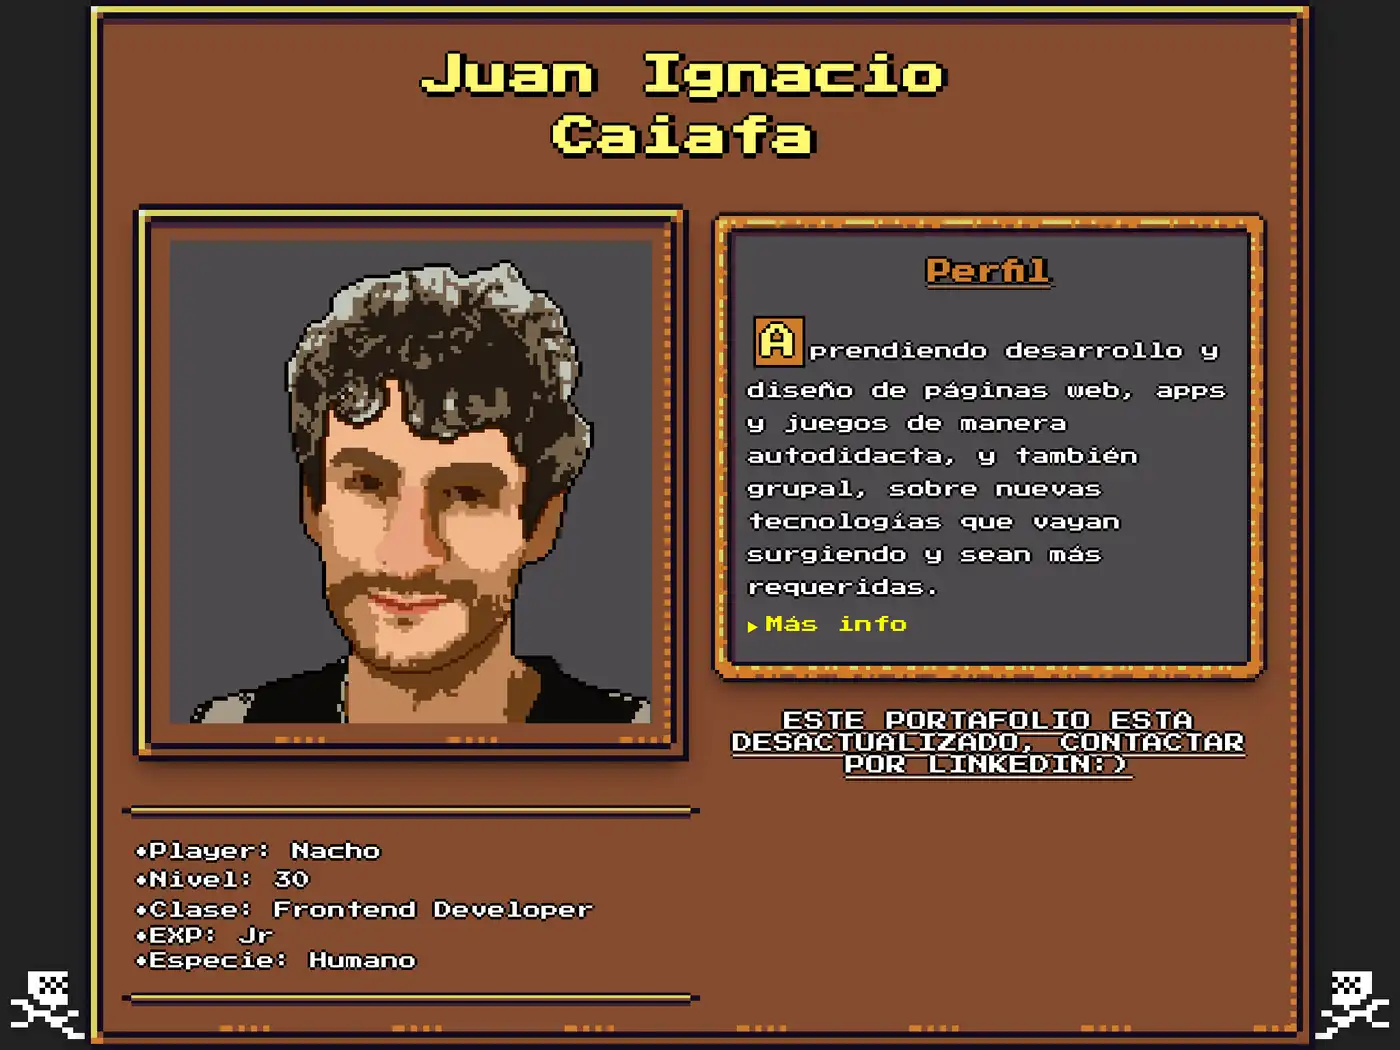 Juan Ignacio
Caiafa
Perfil
Aprendiendo desarrollo y
diseño de páginas web, apps
y juegos de manera
autodidacta, y también
grupal, sobre nuevas
tecnologías que vayan
surgiendo y sean más
requeridas.
▸Más info
ESTE PORTAFOLIO ESTA
DESACTUALIZADO, CONTACTAR
POR LINKEDIN:)
•Player: Nacho
•Nivel: 30
•Clase: Frontend Developer
•EXP: Jr
•Especie: Humano